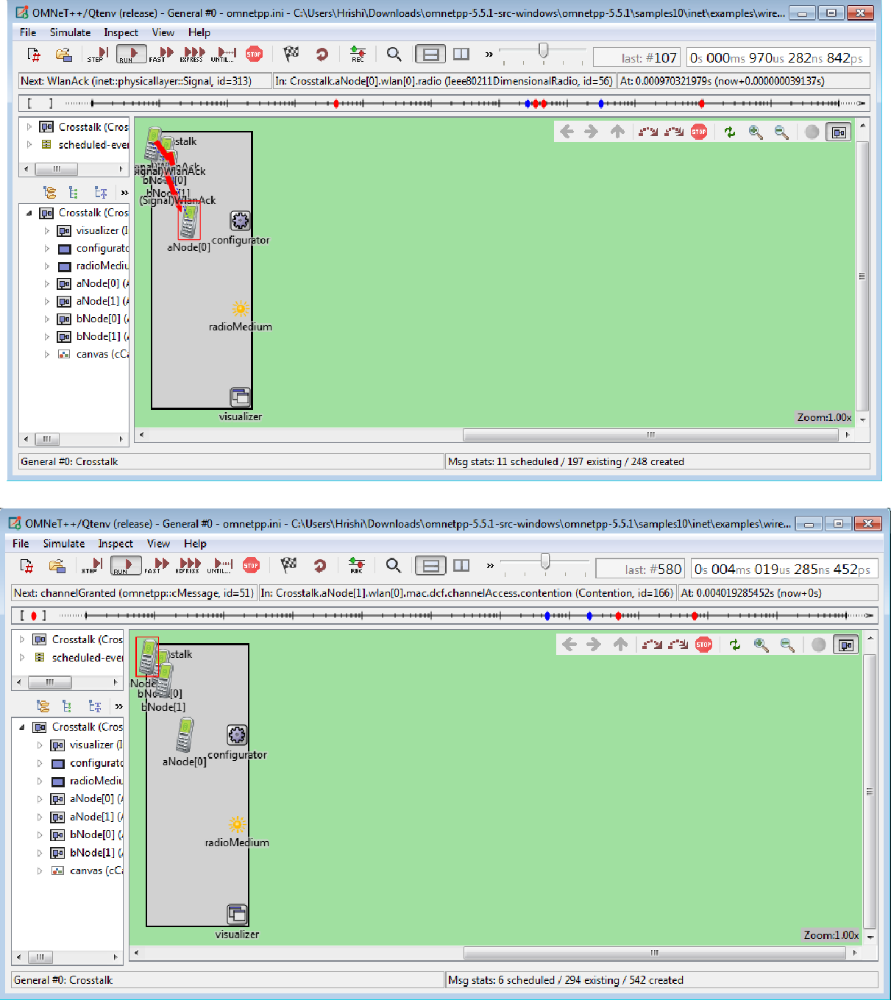 OMNeT++/Qtenv (release) - General #0 - omnetpp.ini - C:\Users\Hrishi\Downloads\omnetpp-5.5.1-src-windows\omnetpp-5.5.1\samples10\inet\examples\wire...
File Simulate Inspect View Help
STEP RUN FAST EXPRESS UNTIL... STOP REC » last: #107 0s 000ms 970us 282ns 842ps
Next: WlanAck (inet::physicallayer::Signal, id=313) In: Crosstalk.aNode[0].wlan[0].radio (Ieee80211DimensionalRadio, id=56) At: 0.000970321979s (now+0.000000039137s)
[ ]
Crosstalk (Cros
scheduled-ever
»
Crosstalk (Cros
visualizer (I
configurato
radioMediu
aNode[0] (A
aNode[1] (A
bNode[0] (A
bNode[1] (A
canvas (cCa
STOP
stalk
signal)WlanAck
bNode[0]
bNode[1]
(Signal)WlanAck
aNode[0]
configurator
radioMedium
visualizer
Zoom:1.00x
General #0: Crosstalk Msg stats: 11 scheduled / 197 existing / 248 created
OMNeT++/Qtenv (release) - General #0 - omnetpp.ini - C:\Users\Hrishi\Downloads\omnetpp-5.5.1-src-windows\omnetpp-5.5.1\samples10\inet\examples\wire...
File Simulate Inspect View Help
STEP RUN FAST EXPRESS UNTIL... STOP REC » last: #580 0s 004ms 019us 285ns 452ps
Next: channelGranted (omnetpp::cMessage, id=51) In: Crosstalk.aNode[1].wlan[0].mac.dcf.channelAccess.contention (Contention, id=166) At: 0.004019285452s (now+0s)
[ ]
Crosstalk (Cros
scheduled-ever
»
Crosstalk (Cros
visualizer (I
configurato
radioMediu
aNode[0] (A
aNode[1] (A
bNode[0] (A
bNode[1] (A
canvas (cCa
STOP
stalk
Node
bNode[0]
bNode[1]
aNode[0]
configurator
radioMedium
visualizer
Zoom:1.00x
General #0: Crosstalk Msg stats: 6 scheduled / 294 existing / 542 created